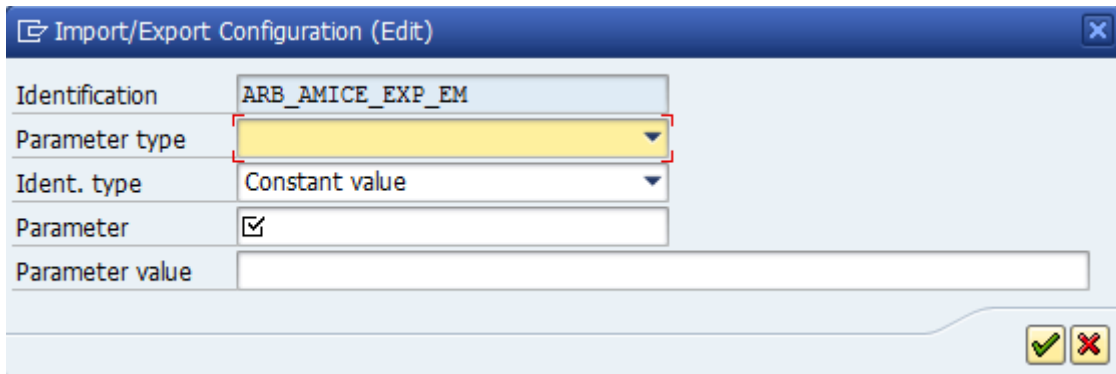 Import/Export Configuration (Edit)
Identification ARB_AMICE_EXP_EM
Parameter type
Ident. type Constant value
Parameter
Parameter value